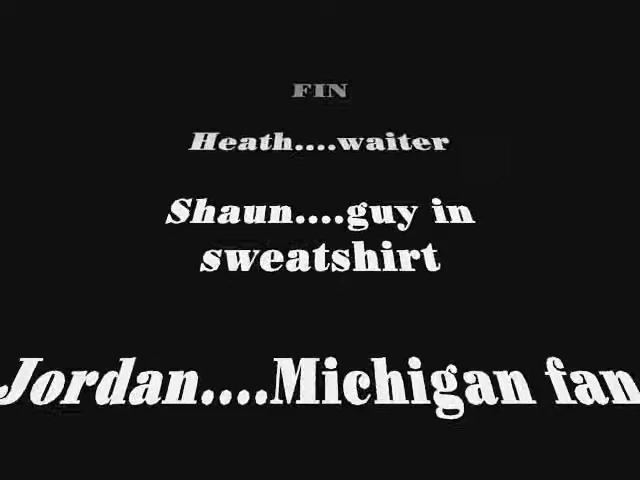 FIN
Heath....waiter
Shaun....guy in
sweatshirt
Jordan....Michigan fan